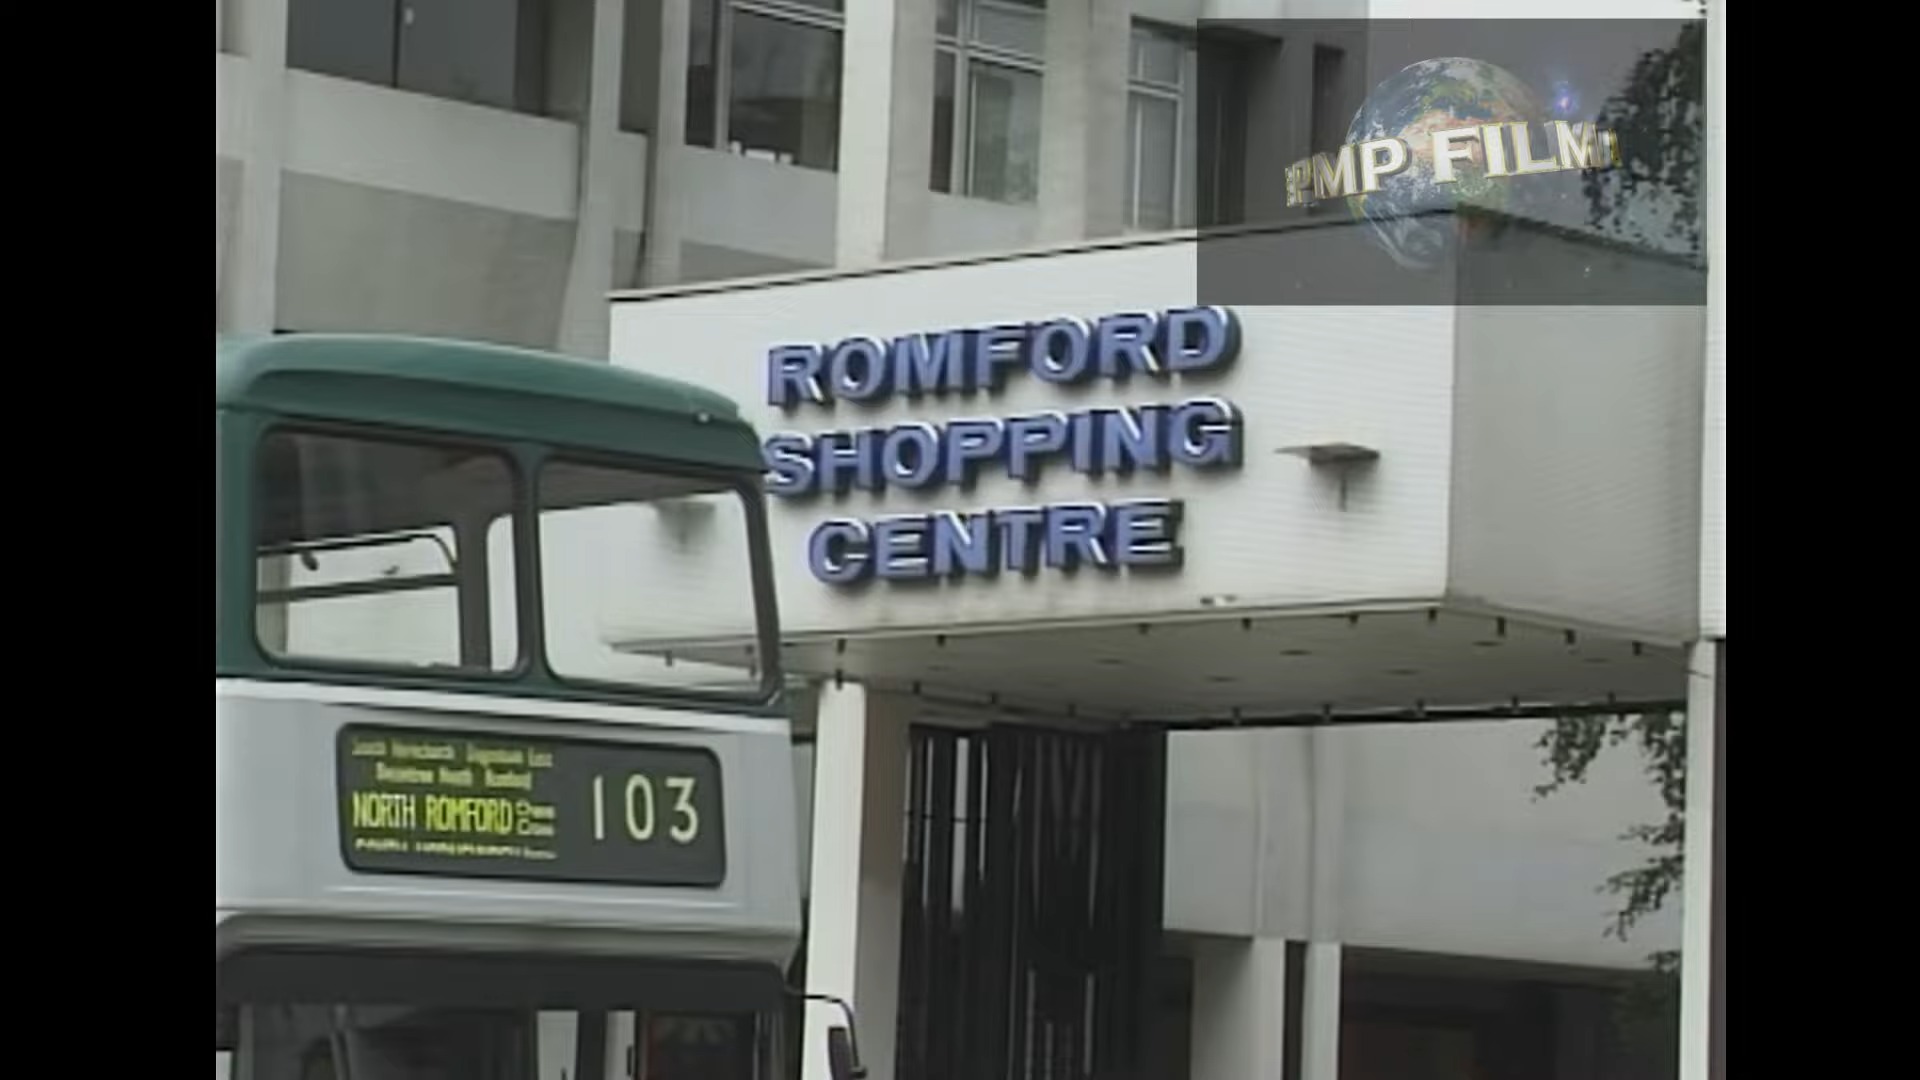 PMP FILM
ROMFORD
SHOPPING
CENTRE
NORTH ROMFORD
103